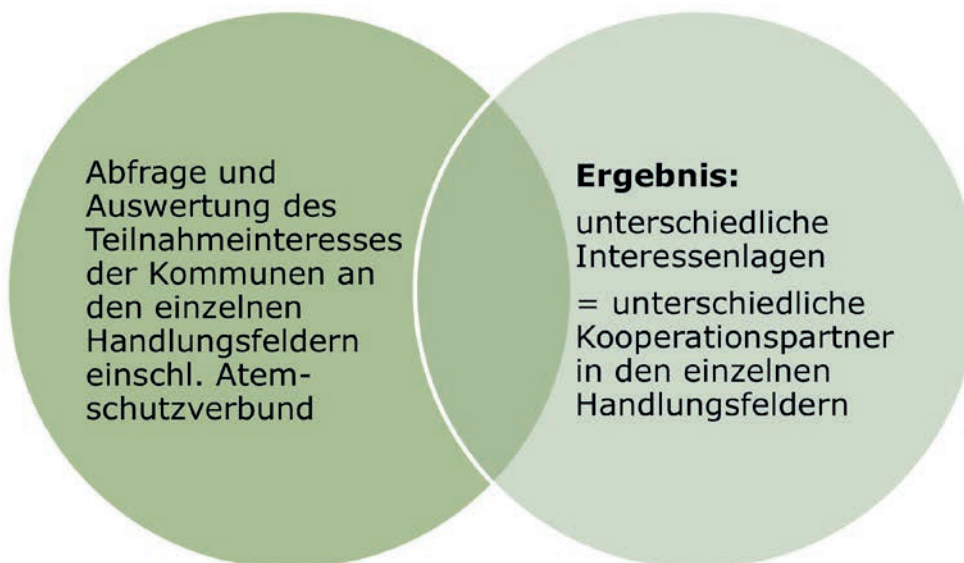 Abfrage und
Auswertung des
Teilnahmeinteresses
der Kommunen an
den einzelnen
Handlungsfeldern
einschl. Atem-
schutzverbund
Ergebnis:
unterschiedliche
Interessenlagen
= unterschiedliche
Kooperationspartner
in den einzelnen
Handlungsfeldern